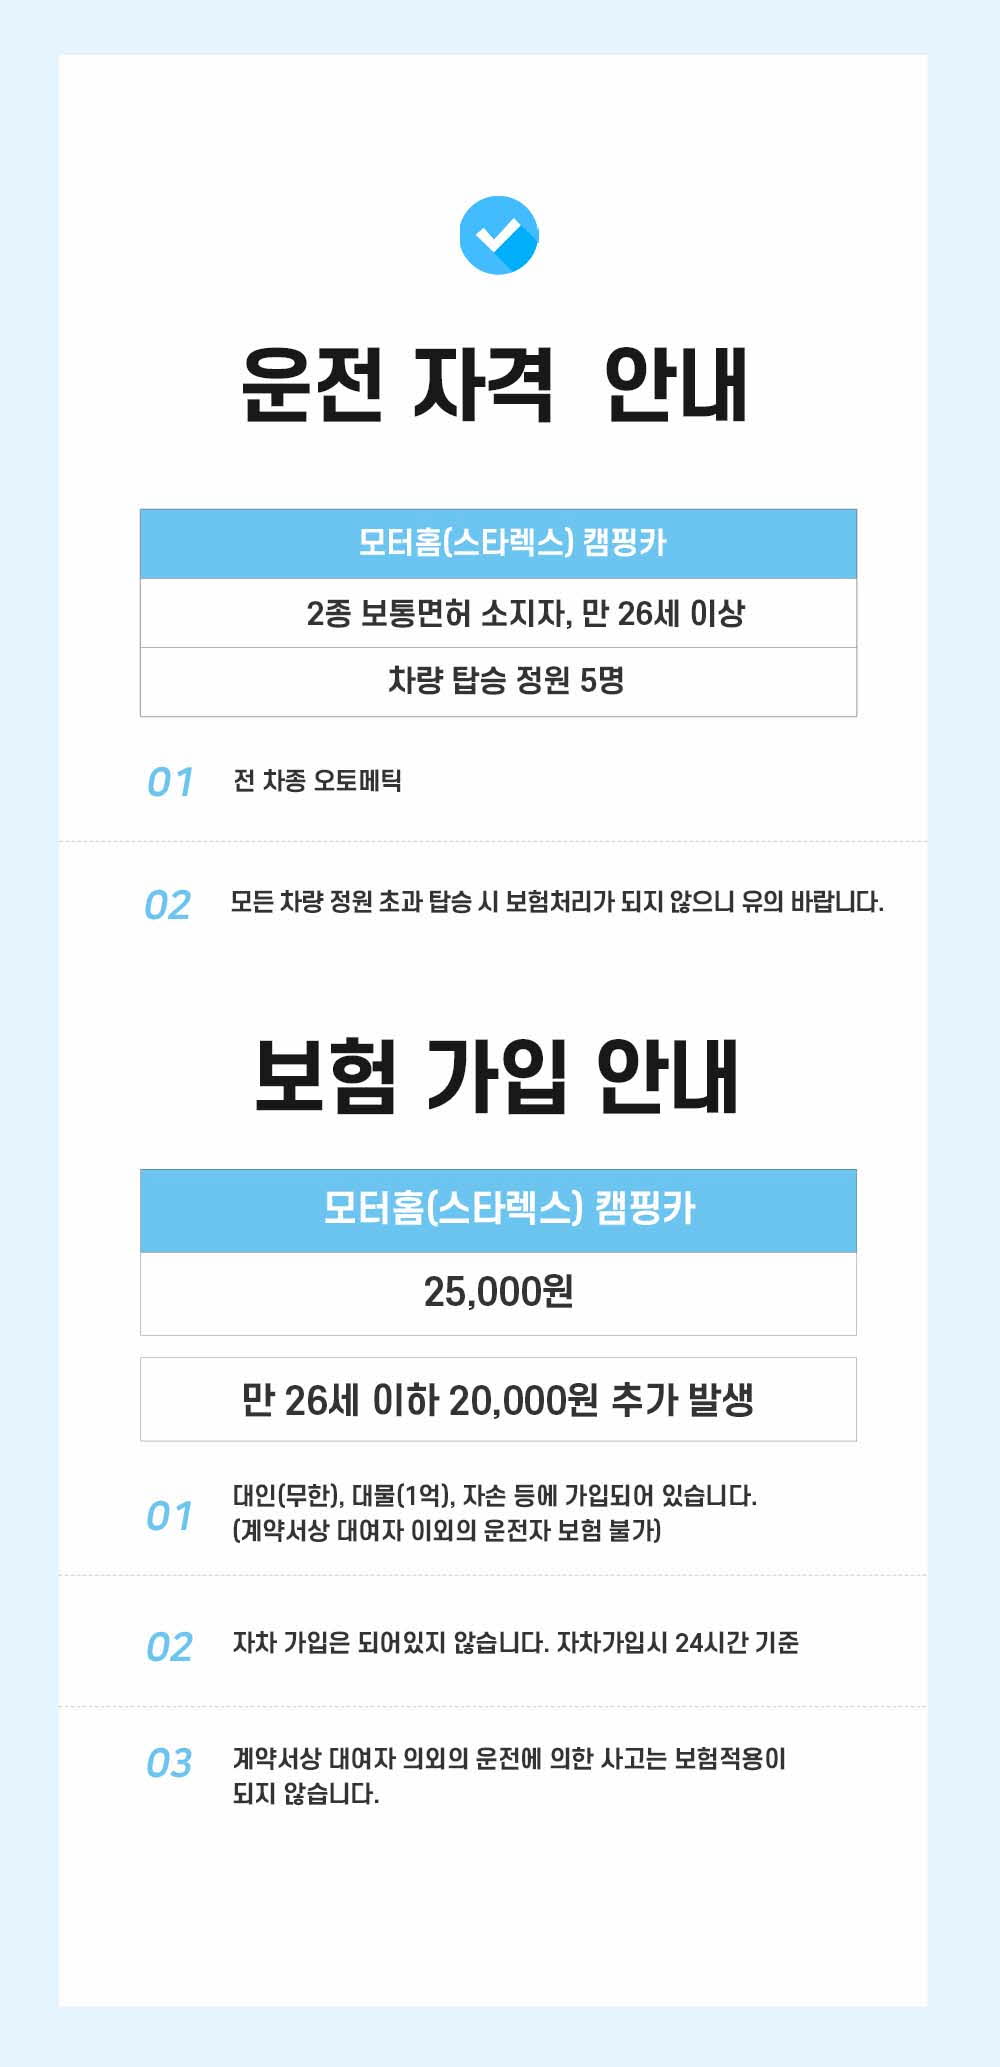 운전 자격 안내
모터홈(스타렉스) 캠핑카
2종 보통면허 소지자, 만 26세 이상
차량 탑승 정원 5명
01 전 차종 오토메틱
02 모든 차량 정원 초과 탑승 시 보험처리가 되지 않으니 유의 바랍니다.
보험 가입 안내
모터홈(스타렉스) 캠핑카
25,000원
만 26세 이하 20,000원 추가 발생
01 대인(무한), 대물(1억), 자손 등에 가입되어 있습니다.
(계약서상 대여자 이외의 운전자 보험 불가)
02 자차 가입은 되어있지 않습니다. 자차가입시 24시간 기준
03 계약서상 대여자 의외의 운전에 의한 사고는 보험적용이
되지 않습니다.